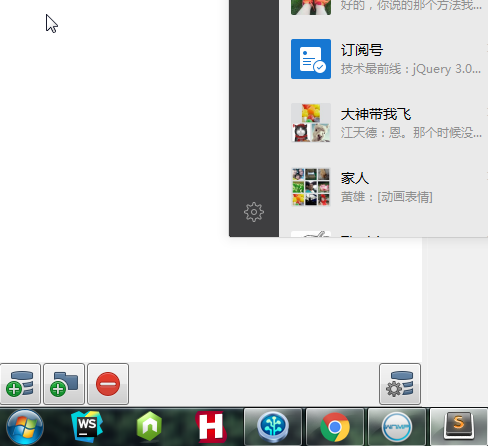 好的，你说的那个方法我...
订阅号
技术最前线：jQuery 3.0...
大神带我飞
江天德：恩。那个时候没...
家人
黄雄：[动画表情]
WS
H
WAMP
S